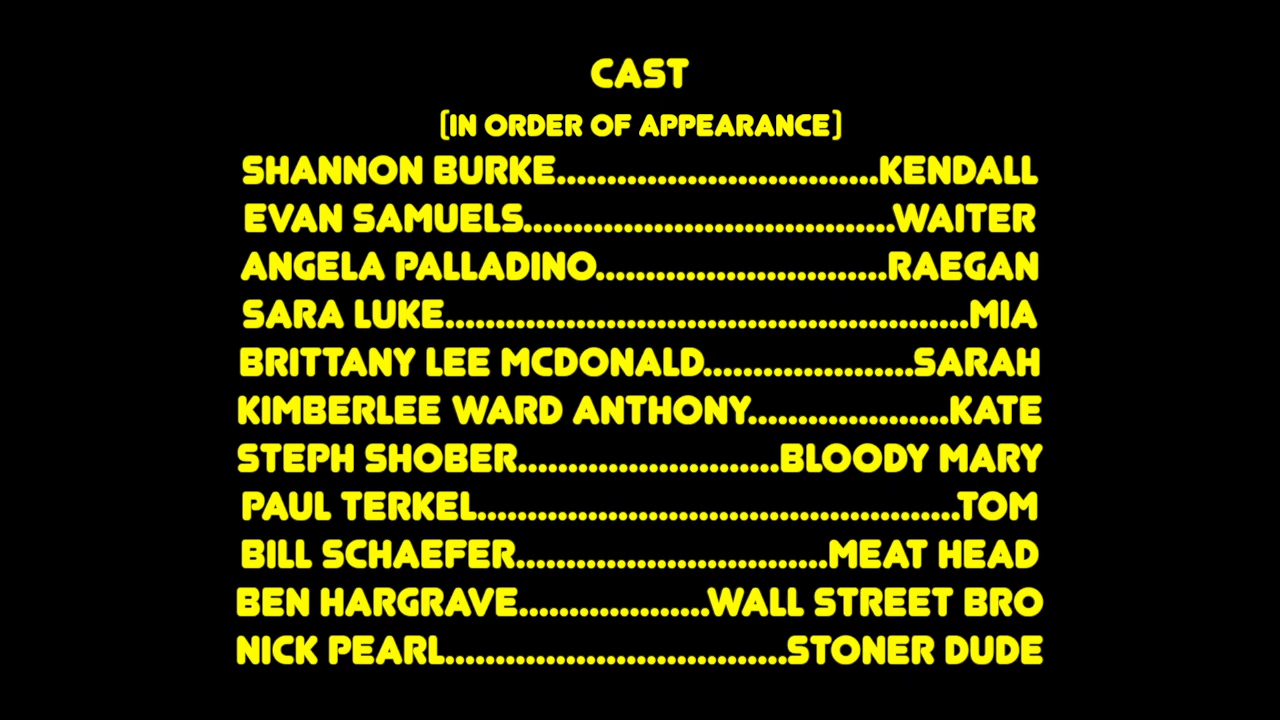 CAST
(IN ORDER OF APPEARANCE)
SHANNON BURKE................................KENDALL
EVAN SAMUELS.....................................WAITER
ANGELA PALLADINO.............................RAEGAN
SARA LUKE....................................................MIA
BRITTANY LEE MCDONALD.....................SARAH
KIMBERLEE WARD ANTHONY....................KATE
STEPH SHOBER..........................BLOODY MARY
PAUL TERKEL................................................TOM
BILL SCHAEFER...............................MEAT HEAD
BEN HARGRAVE...................WALL STREET BRO
NICK PEARL..................................STONER DUDE